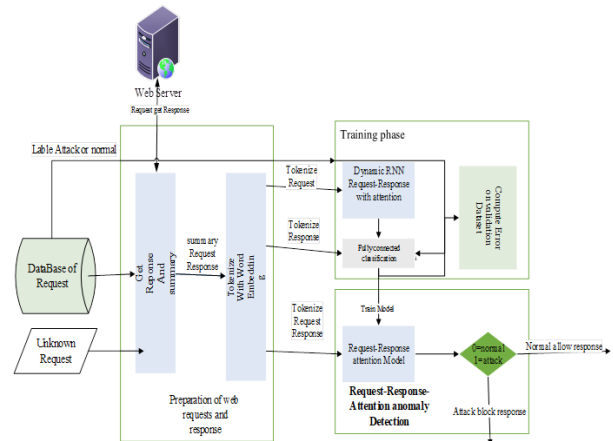 Web Server
Request get Response
Lable Attack or normal
Training phase
Tokenize
Request
Dynamic RNN
Request-Response
with attention
Compute Error
on validation
Dataset
Tokenize
Response
Fully connected
classification
DataBase of
Request
Get
Reponse
And
summary
summary
Request
Response
Tokenize
With Word Embeddin
g
Unknown
Request
Tokenize
Request
Response
Train Model
Request-Response
attention Model
0=normal
1=attack
Normal allow response
Preparation of web
requests and
response
Request-Response-
Attention anomaly
Detection
Attack block response